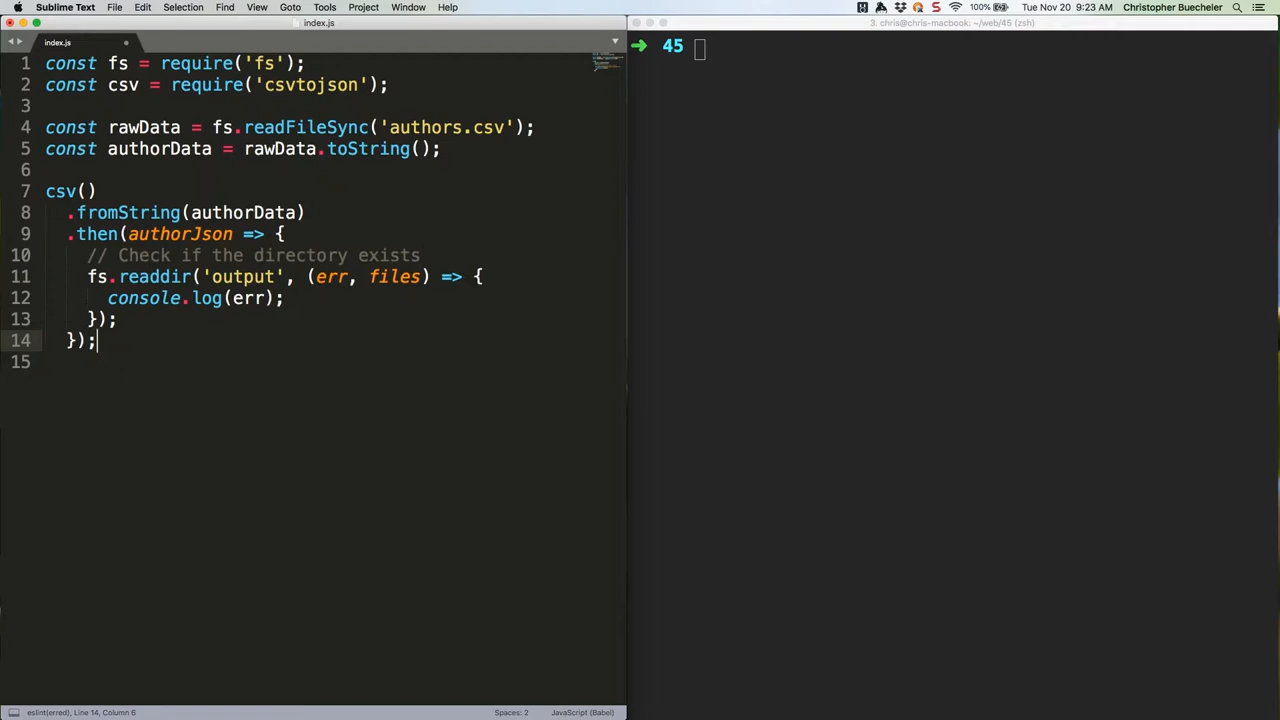 Sublime Text File Edit Selection Find View Goto Tools Project Window Help 100% Tue Nov 20 9:23 AM Christopher Buecheler
index.js
3. chris@chris-macbook: ~/web/45 (zsh)
index.js
➜ 45
1 const fs = require('fs');
2 const csv = require('csvtojson');
3
4 const rawData = fs.readFileSync('authors.csv');
5 const authorData = rawData.toString();
6
7 csv()
8 .fromString(authorData)
9 .then(authorJson => {
10 // Check if the directory exists
11 fs.readdir('output', (err, files) => {
12 console.log(err);
13 });
14 });
15
eslint(erred), Line 14, Column 6 Spaces: 2 JavaScript (Babel)